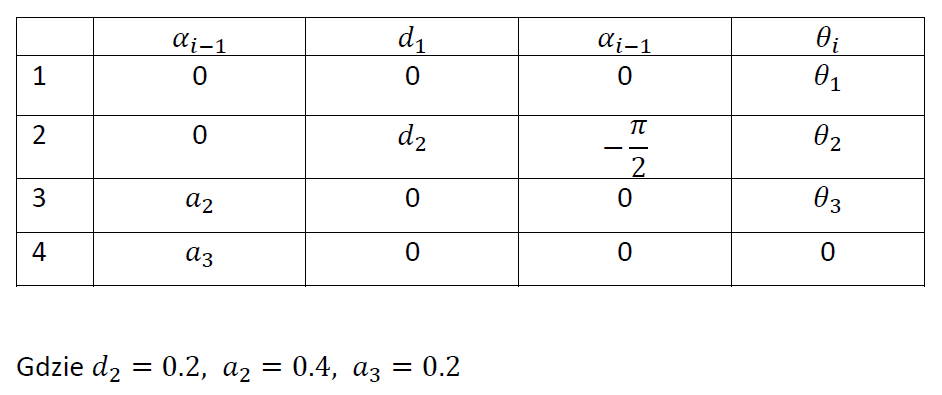 α_{i−1} d_1 α_{i−1} θ_i
1 0 0 0 θ_1
2 0 d_2 −π/2 θ_2
3 a_2 0 0 θ_3
4 a_3 0 0 0
Gdzie d_2 = 0.2, a_2 = 0.4, a_3 = 0.2